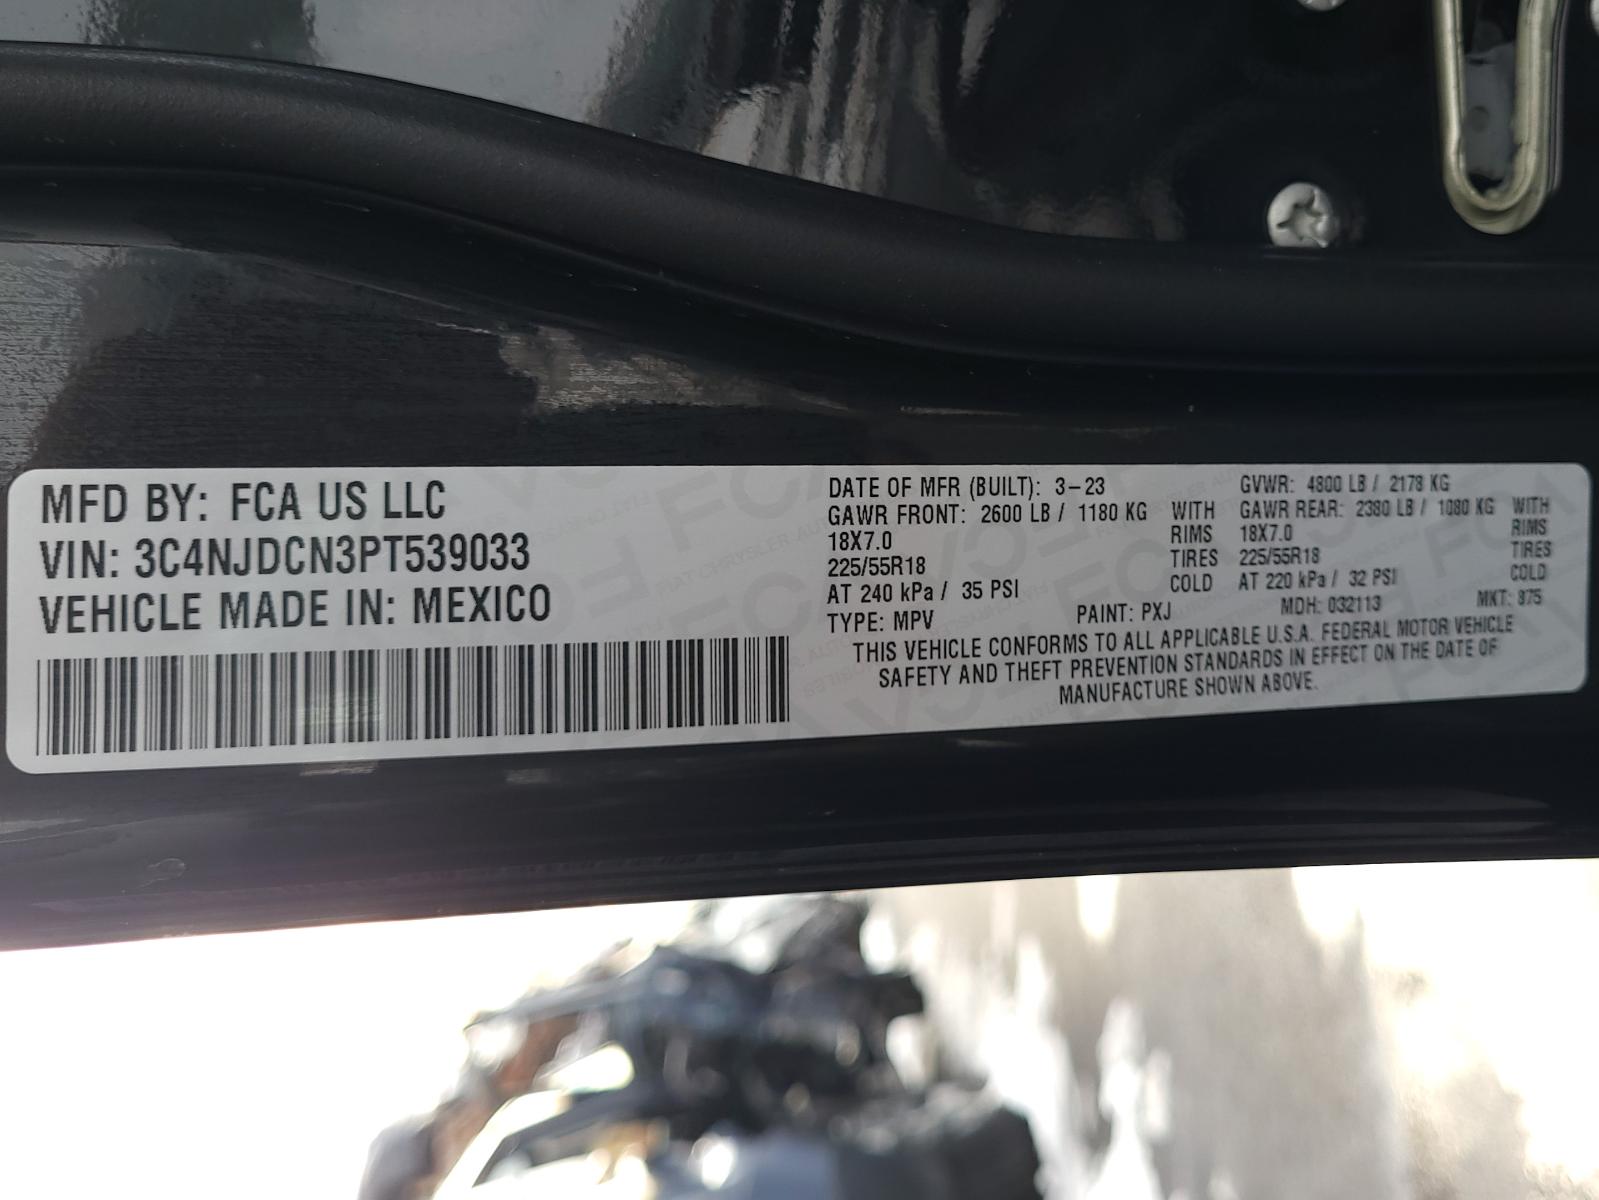 MFD BY: FCA US LLC
VIN: 3C4NJDCN3PT539033
VEHICLE MADE IN: MEXICO
DATE OF MFR (BUILT): 3-23 GVWR: 4800 LB / 2178 KG
GAWR FRONT: 2600 LB / 1180 KG WITH GAWR REAR: 2380 LB / 1080 KG WITH
18X7.0 RIMS 18X7.0 RIMS
225/55R18 TIRES 225/55R18 TIRES
AT 240 kPa / 35 PSI COLD AT 220 kPa / 32 PSI COLD
TYPE: MPV PAINT: PXJ MDH: 032113 MKT: 875
THIS VEHICLE CONFORMS TO ALL APPLICABLE U.S.A. FEDERAL MOTOR VEHICLE
SAFETY AND THEFT PREVENTION STANDARDS IN EFFECT ON THE DATE OF
MANUFACTURE SHOWN ABOVE.